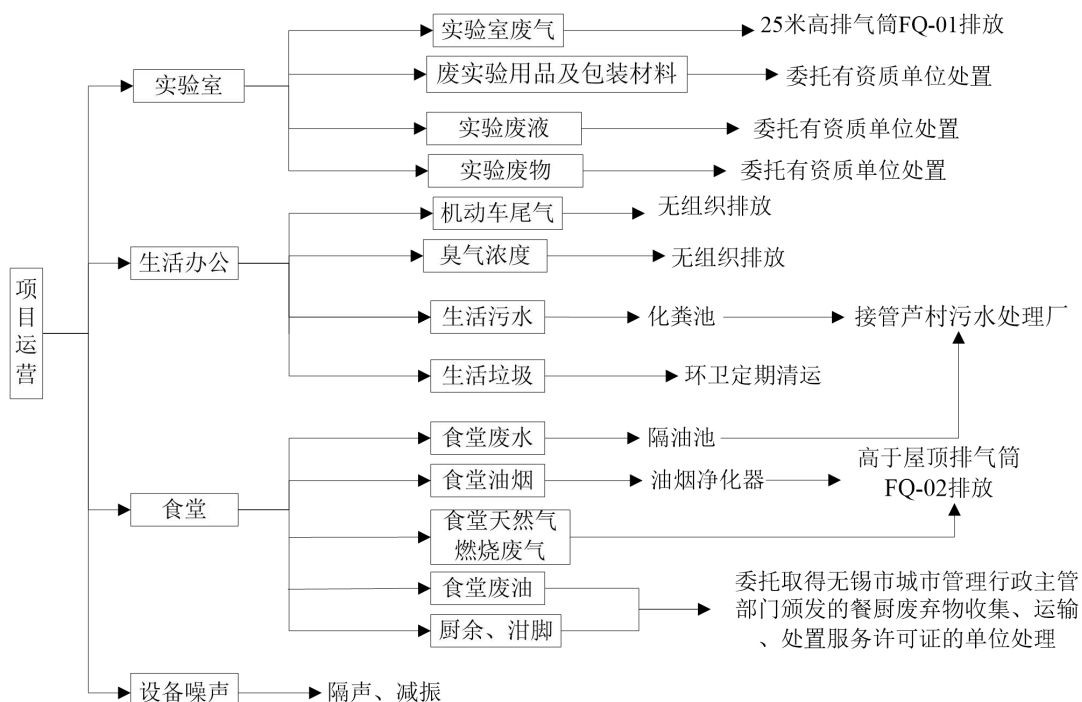 实验室废气
25米高排气筒FQ-01排放
实验室
废实验用品及包装材料
委托有资质单位处置
实验废液
委托有资质单位处置
实验废物
委托有资质单位处置
机动车尾气
无组织排放
生活办公
臭气浓度
无组织排放
项目运营
生活污水
化粪池
接管芦村污水处理厂
生活垃圾
环卫定期清运
食堂废水
隔油池
食堂
食堂油烟
油烟净化器
高于屋顶排气筒
FQ-02排放
食堂天然气
燃烧废气
食堂废油
厨余、泔脚
委托取得无锡市城市管理行政主管
部门颁发的餐厨废弃物收集、运输
、处置服务许可证的单位处理
设备噪声
隔声、减振